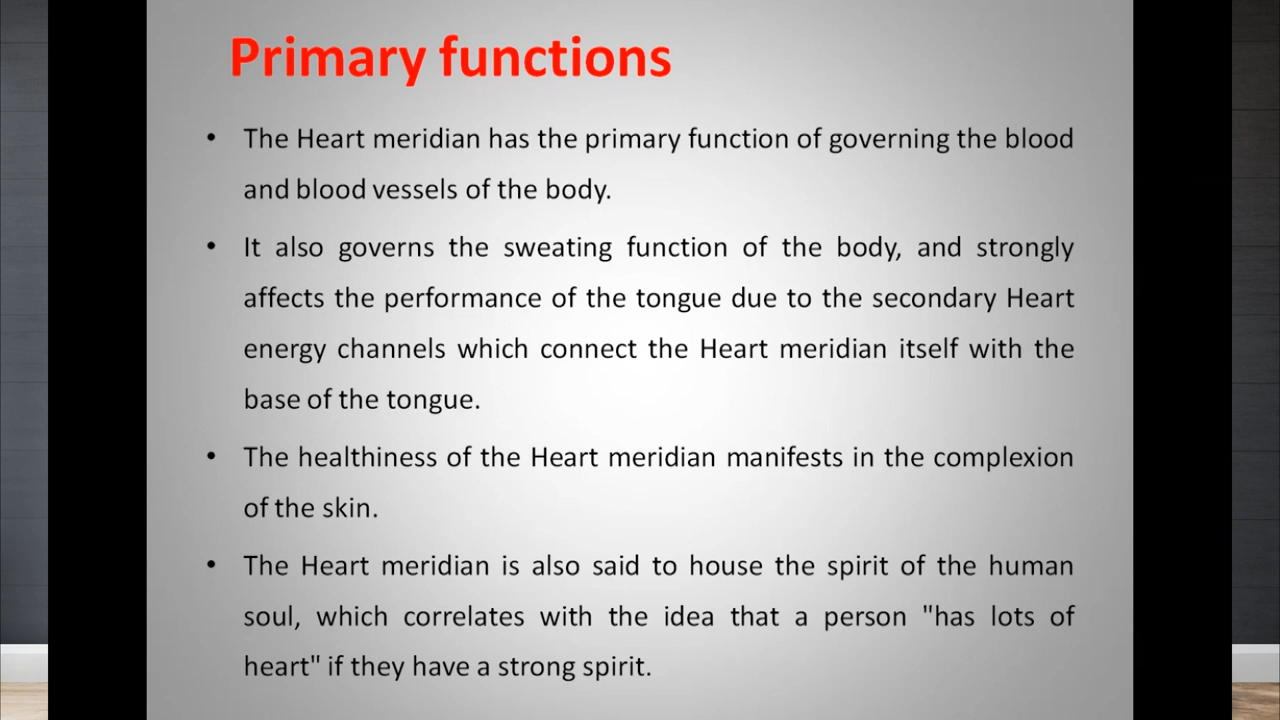 Primary functions
• The Heart meridian has the primary function of governing the blood
and blood vessels of the body.
• It also governs the sweating function of the body, and strongly
affects the performance of the tongue due to the secondary Heart
energy channels which connect the Heart meridian itself with the
base of the tongue.
• The healthiness of the Heart meridian manifests in the complexion
of the skin.
• The Heart meridian is also said to house the spirit of the human
soul, which correlates with the idea that a person "has lots of
heart" if they have a strong spirit.